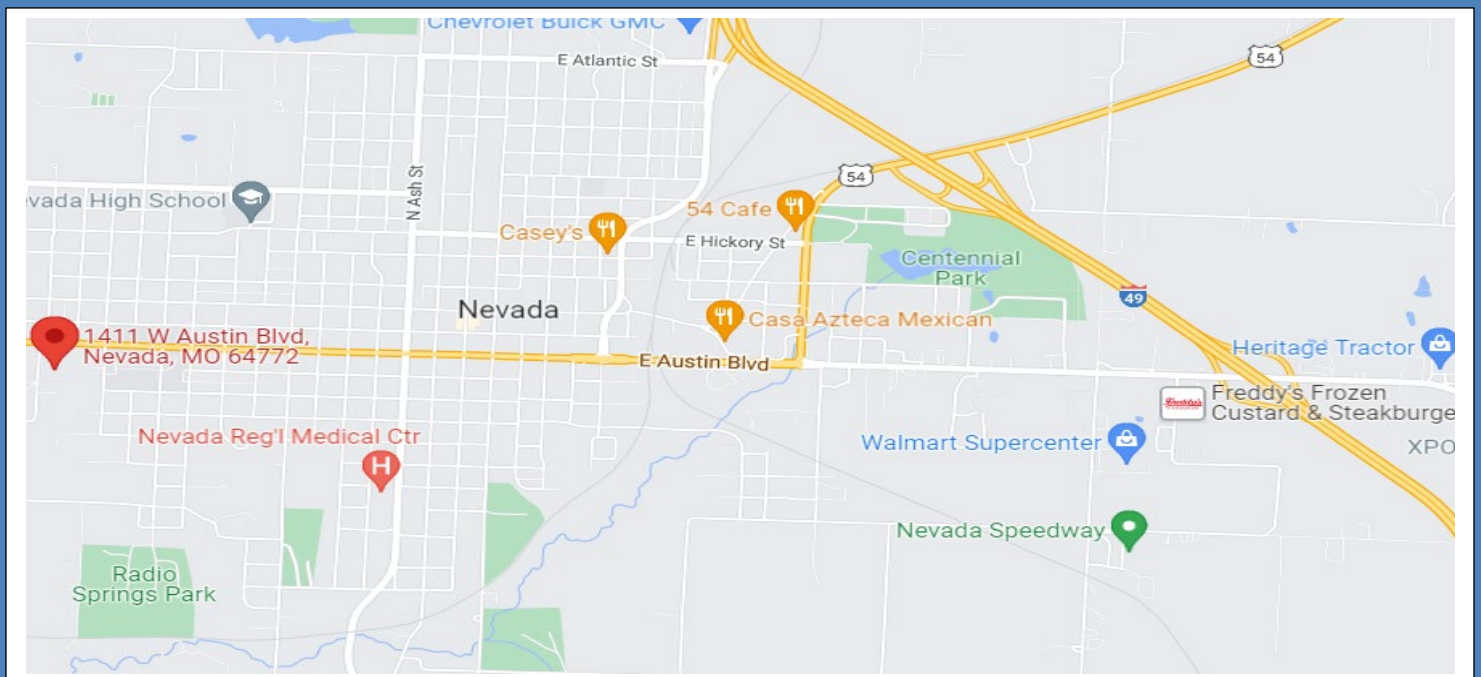 Chevrolet Buick GMC
E Atlantic St
54
54
N Ash St
evada High School
54 Cafe
Casey's
E Hickory St
Centennial
Park
49
Nevada
Casa Azteca Mexican
1411 W Austin Blvd,
Nevada, MO 64772
E Austin Blvd
Heritage Tractor
Freddy's
Freddy's Frozen
Custard & Steakburge
Nevada Reg'l Medical Ctr
H
Walmart Supercenter
XPO
Nevada Speedway
Radio
Springs Park